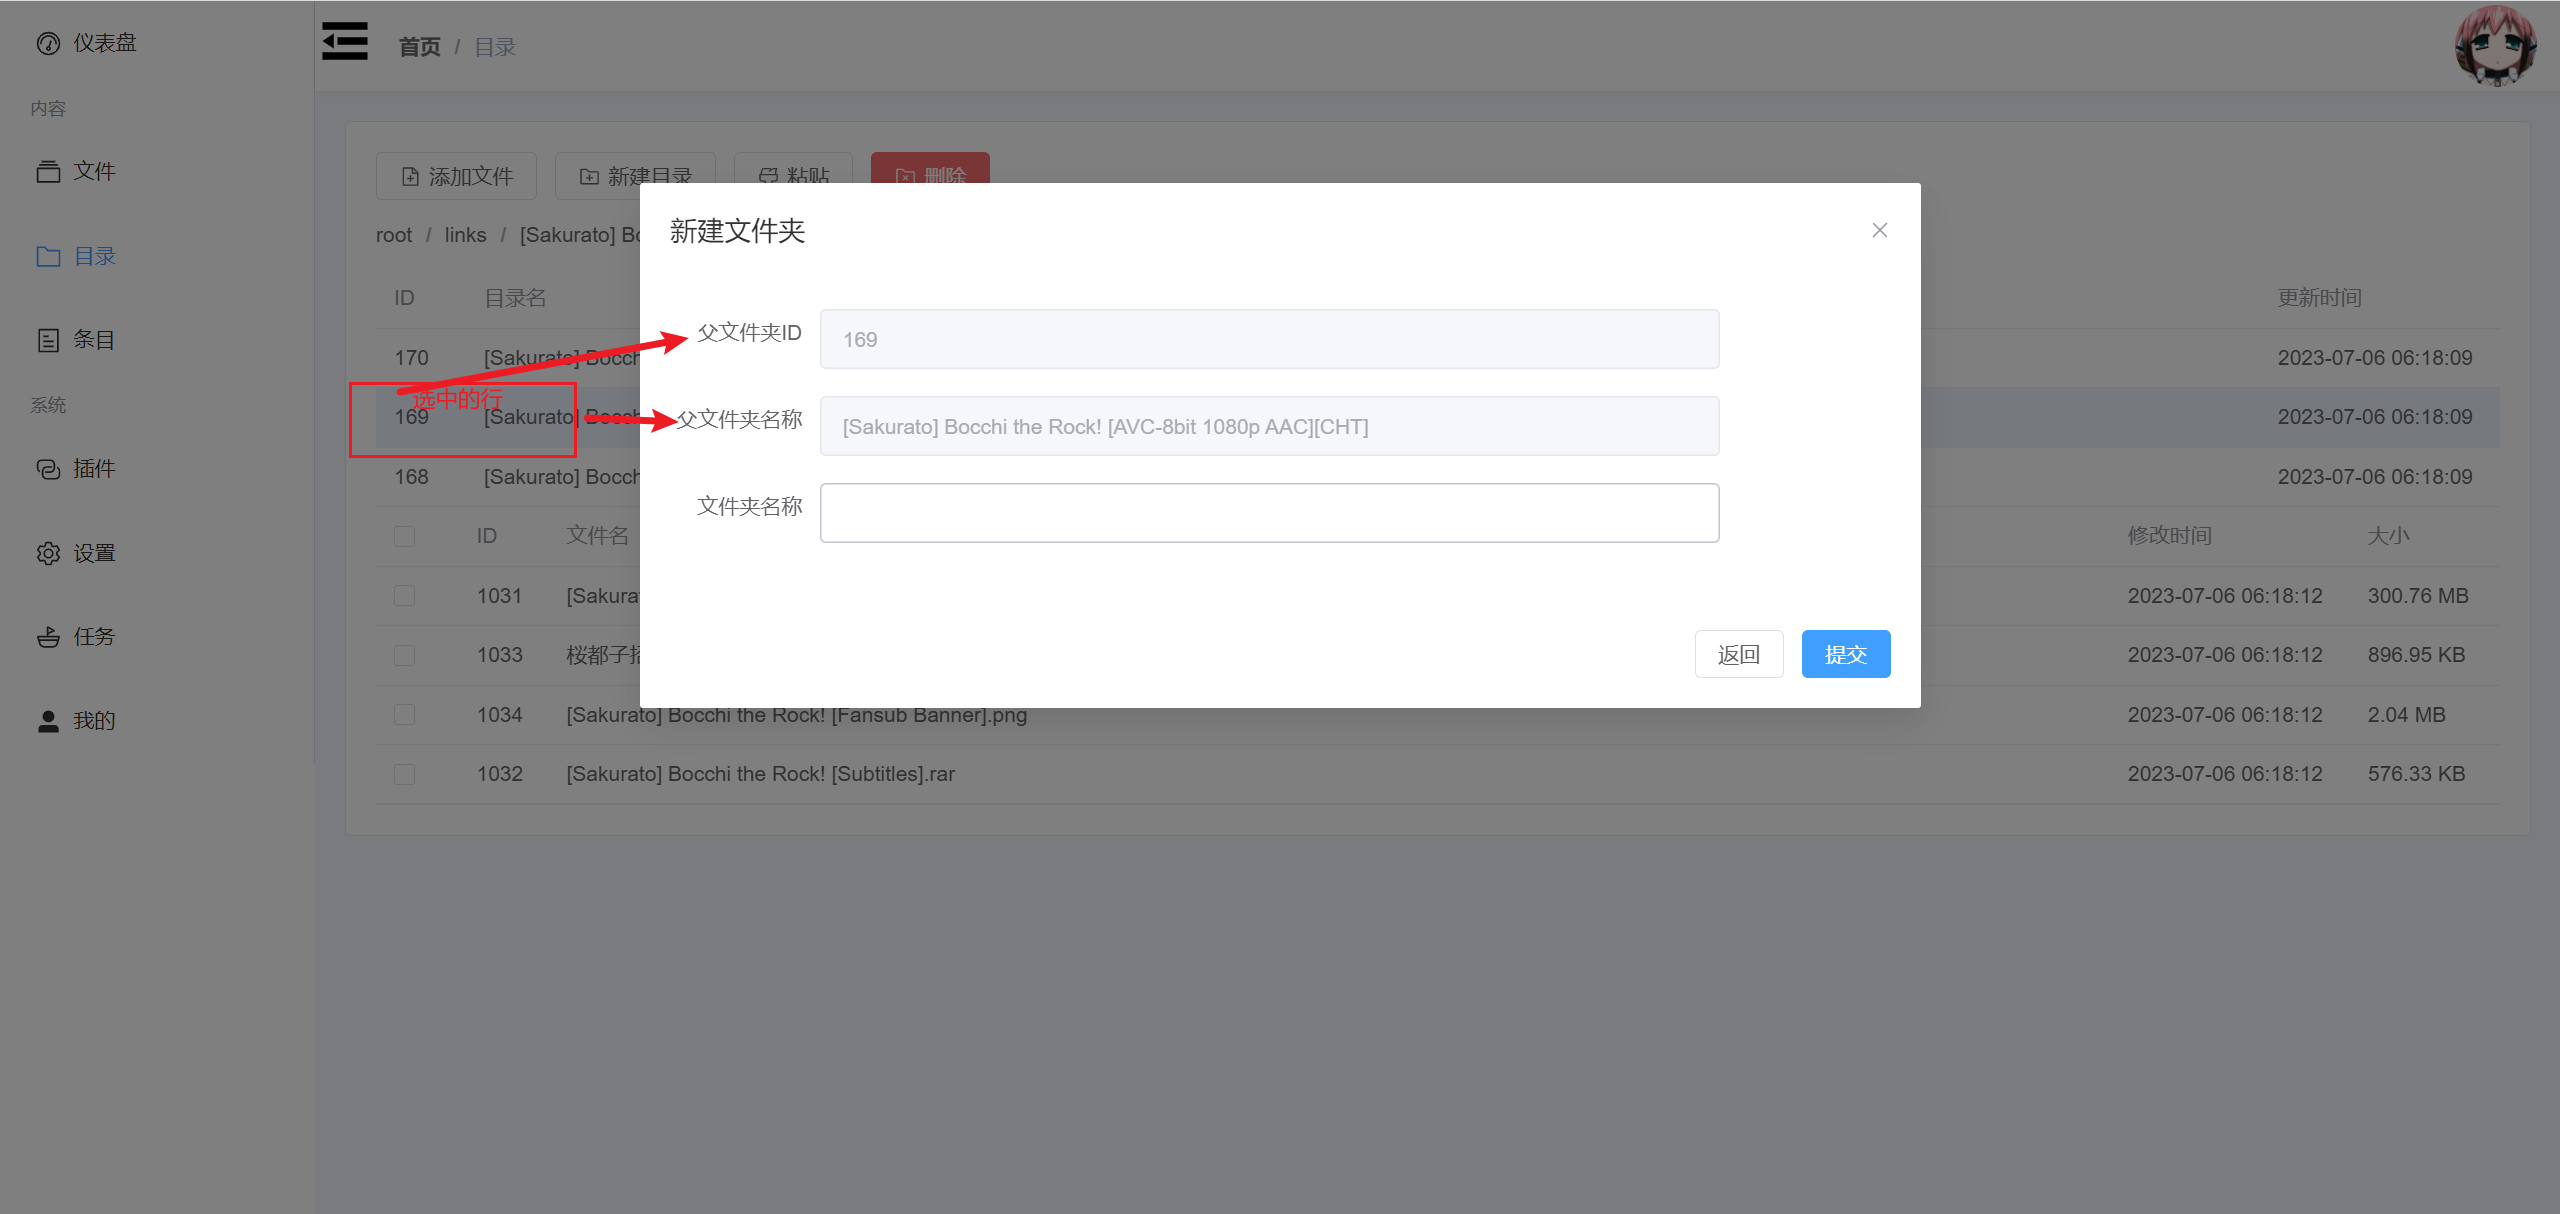 仪表盘
首页 / 目录
内容
文件
目录
条目
系统
插件
设置
任务
我的
添加文件
新建目录
粘贴
删除
root / links / [Sakurato] Bo
ID 目录名 更新时间
170 [Sakurato] Bocch 2023-07-06 06:18:09
选中的行
169 [Sakurato] Bocch 2023-07-06 06:18:09
168 [Sakurato] Bocch 2023-07-06 06:18:09
ID 文件名 修改时间 大小
1031 [Sakura 2023-07-06 06:18:12 300.76 MB
1033 桜都子 2023-07-06 06:18:12 896.95 KB
1034 [Sakurato] Bocchi the Rock! [Fansub Banner].png 2023-07-06 06:18:12 2.04 MB
1032 [Sakurato] Bocchi the Rock! [Subtitles].rar 2023-07-06 06:18:12 576.33 KB
新建文件夹
父文件夹ID 169
父文件夹名称 [Sakurato] Bocchi the Rock! [AVC-8bit 1080p AAC][CHT]
文件夹名称
返回 提交